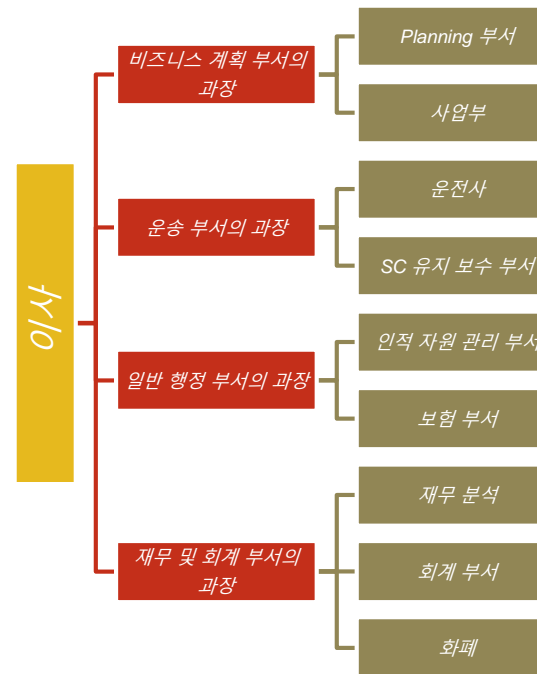 이사
비즈니스 계획 부서의
과장
Planning 부서
사업부
운송 부서의 과장
운전사
SC 유지 보수 부서
일반 행정 부서의 과장
인적 자원 관리 부서
보험 부서
재무 및 회계 부서의
과장
재무 분석
회계 부서
화폐